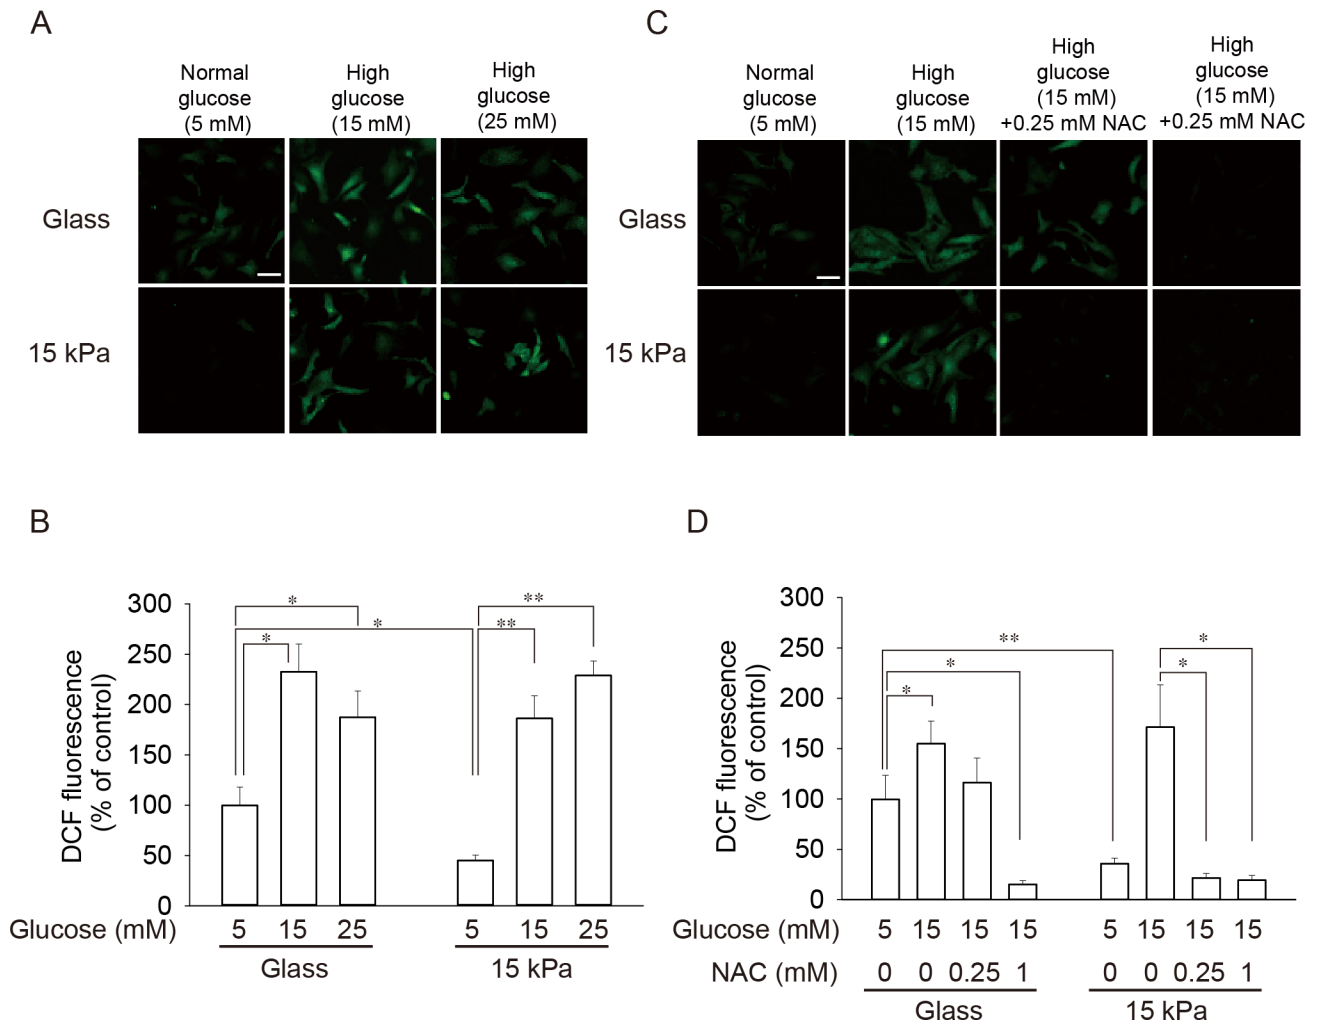 A
Normal
glucose
(5 mM)
High
glucose
(15 mM)
High
glucose
(25 mM)
Glass
15 kPa
C
Normal
glucose
(5 mM)
High
glucose
(15 mM)
High
glucose
(15 mM)
+0.25 mM NAC
High
glucose
(15 mM)
+0.25 mM NAC
Glass
15 kPa
B
DCF fluorescence
(% of control)
300
250
200
150
100
50
0
* * * ** **
Glucose (mM) 5 15 25 5 15 25
Glass 15 kPa
D
DCF fluorescence
(% of control)
300
250
200
150
100
50
0
** * * * *
Glucose (mM) 5 15 15 15 5 15 15 15
NAC (mM) 0 0 0.25 1 0 0 0.25 1
Glass 15 kPa